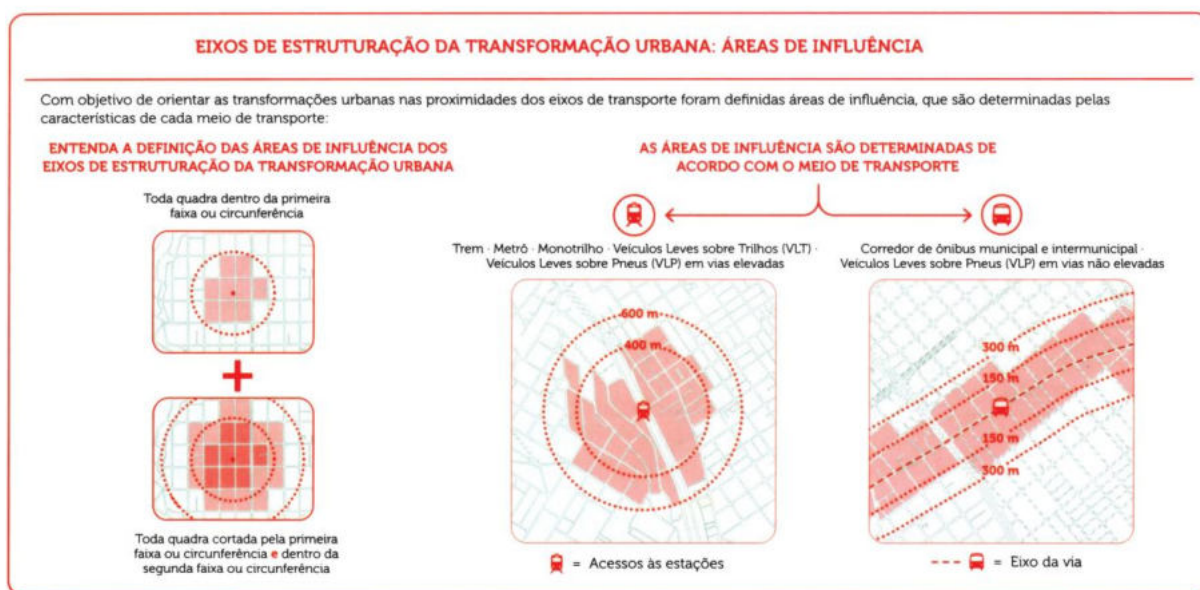 EIXOS DE ESTRUTURAÇÃO DA TRANSFORMAÇÃO URBANA: ÁREAS DE INFLUÊNCIA
Com objetivo de orientar as transformações urbanas nas proximidades dos eixos de transporte foram definidas áreas de influência, que são determinadas pelas
características de cada meio de transporte:
ENTENDA A DEFINIÇÃO DAS ÁREAS DE INFLUÊNCIA DOS
EIXOS DE ESTRUTURAÇÃO DA TRANSFORMAÇÃO URBANA
Toda quadra dentro da primeira
faixa ou circunferência
Toda quadra cortada pela primeira
faixa ou circunferência e dentro da
segunda faixa ou circunferência
AS ÁREAS DE INFLUÊNCIA SÃO DETERMINADAS DE
ACORDO COM O MEIO DE TRANSPORTE
Trem · Metrô · Monotrilho · Veículos Leves sobre Trilhos (VLT) ·
Veículos Leves sobre Pneus (VLP) em vias elevadas
600 m
400 m
= Acessos às estações
Corredor de ônibus municipal e intermunicipal ·
Veículos Leves sobre Pneus (VLP) em vias não elevadas
300 m
150 m
150 m
300 m
= Eixo da via